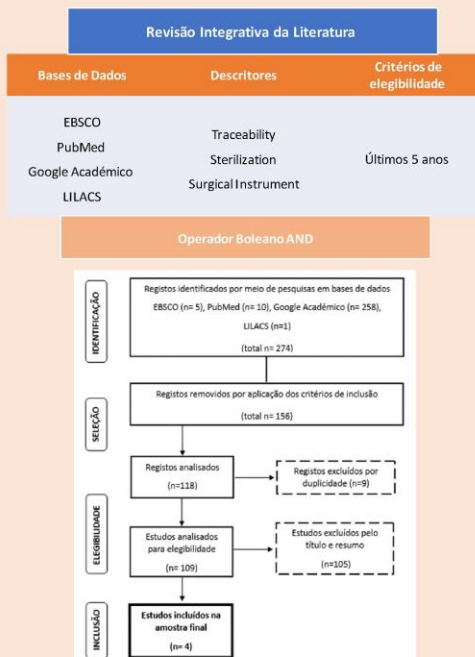 Revisão Integrativa da Literatura
Bases de Dados
Descritores
Critérios de
elegibilidade
EBSCO
PubMed
Google Académico
LILACS
Traceability
Sterilization
Surgical Instrument
Últimos 5 anos
Operador Boleano AND
IDENTIFICAÇÃO
Registos identificados por meio de pesquisas em bases de dados
EBSCO (n= 5), PubMed (n= 10), Google Académico (n= 258),
LILACS (n=1)
(total n= 274)
SELEÇÃO
Registos removidos por aplicação dos critérios de inclusão
(total n= 156)
Registos analisados
(n=118)
Registos excluídos por
duplicidade (n=9)
ELEGIBILIDADE
Estudos analisados
para elegibilidade
(n= 109)
Estudos excluídos pelo
título e resumo
(n=105)
INCLUSÃO
Estudos incluídos na
amostra final
(n= 4)